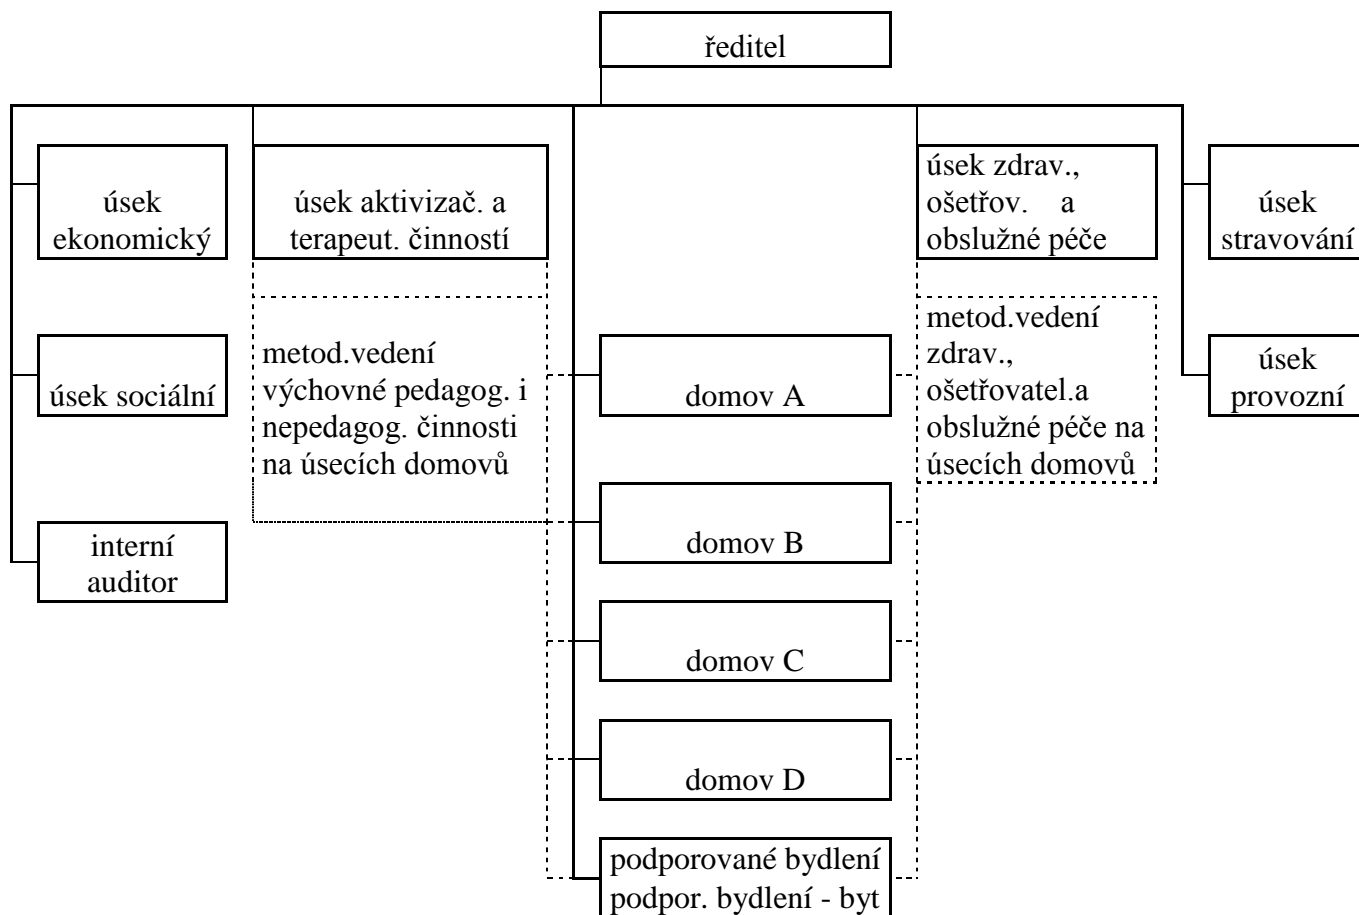 ředitel
úsek
ekonomický
úsek aktivizač. a
terapeut. činností
úsek zdrav.,
ošetřov. a
obslužné péče
úsek
stravování
úsek sociální
metod.vedení
výchovné pedagog. i
nepedagog. činnosti
na úsecích domovů
domov A
metod.vedení
zdrav.,
ošetřovatel.a
obslužné péče na
úsecích domovů
úsek
provozní
interní
auditor
domov B
domov C
domov D
podporované bydlení
podpor. bydlení - byt